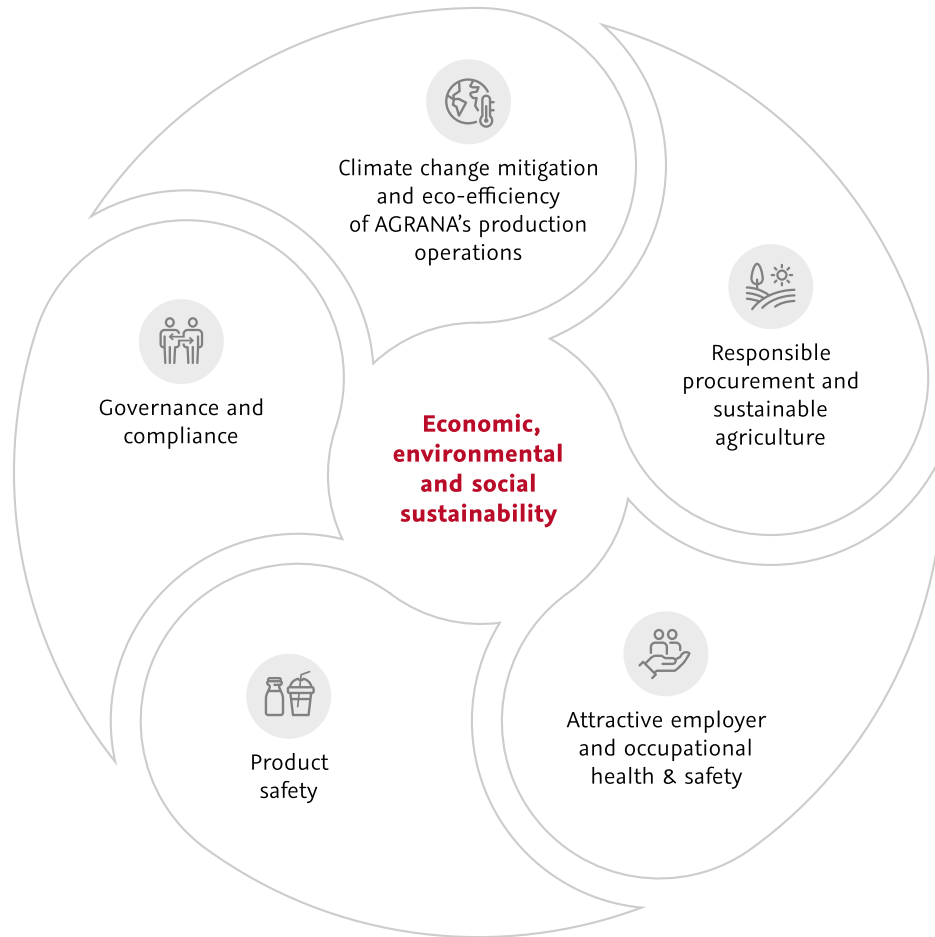 Climate change mitigation
and eco-efficiency
of AGRANA’s production
operations
Responsible
procurement and
sustainable
agriculture
Governance and
compliance
Economic,
environmental
and social
sustainability
Attractive employer
and occupational
health & safety
Product
safety